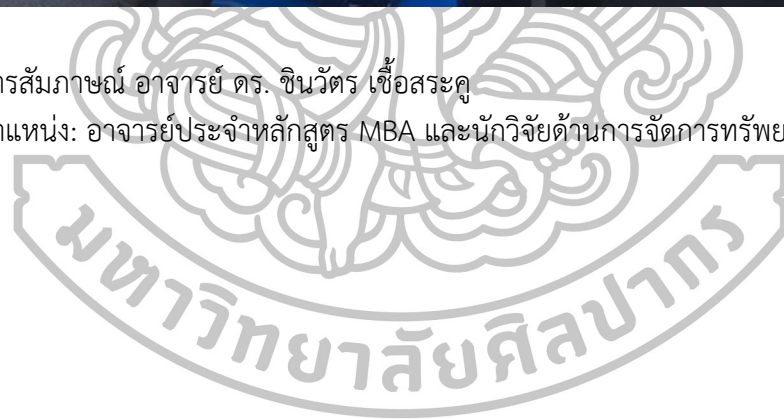 ารสัมภาษณ์ อาจารย์ ดร. ชินวัตร เชื้อสระคู
าแหน่ง: อาจารย์ประจำหลักสูตร MBA และนักวิจัยด้านการจัดการทรัพย
มหาวิทยาลัยศิลปากร